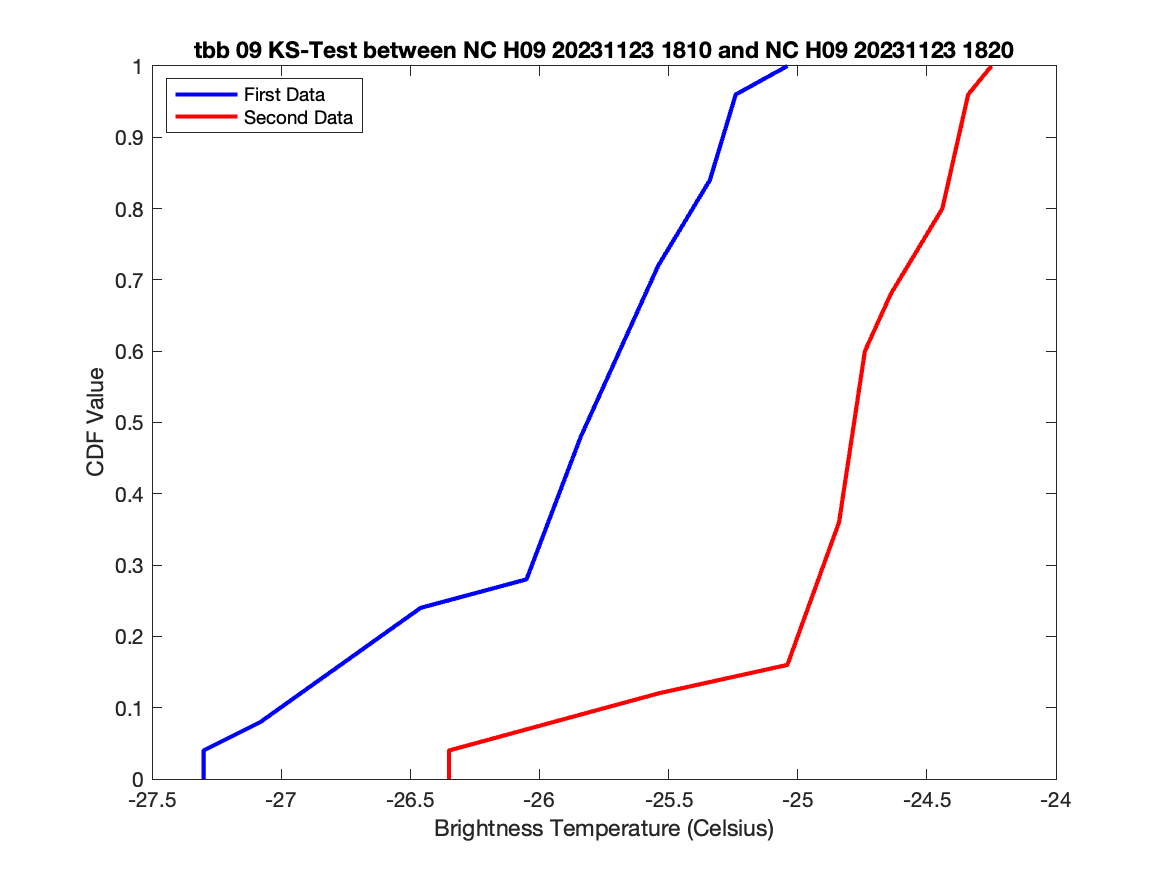 tbb 09 KS-Test between NC H09 20231123 1810 and NC H09 20231123 1820
First Data
Second Data
1
0.9
0.8
0.7
0.6
0.5
0.4
0.3
0.2
0.1
0
CDF Value
-27.5 -27 -26.5 -26 -25.5 -25 -24.5 -24
Brightness Temperature (Celsius)